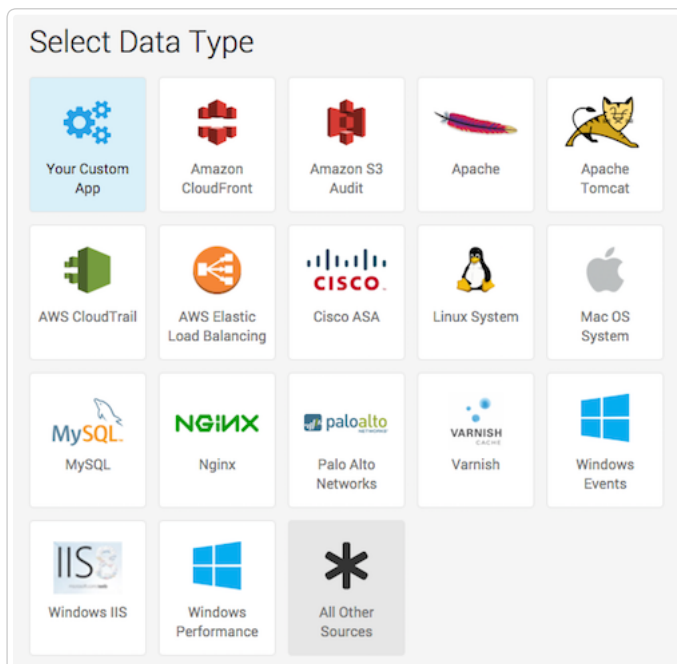 Select Data Type
Your Custom
App
Amazon
CloudFront
Amazon S3
Audit
Apache
Apache
Tomcat
AWS CloudTrail
AWS Elastic
Load Balancing
CISCO
Cisco ASA
Linux System
Mac OS
System
MySQL
MySQL
NGINX
Nginx
paloalto
NETWORKS
Palo Alto
Networks
VARNISH
CACHE
Varnish
Windows
Events
IIS
Windows IIS
Windows
Performance
All Other
Sources